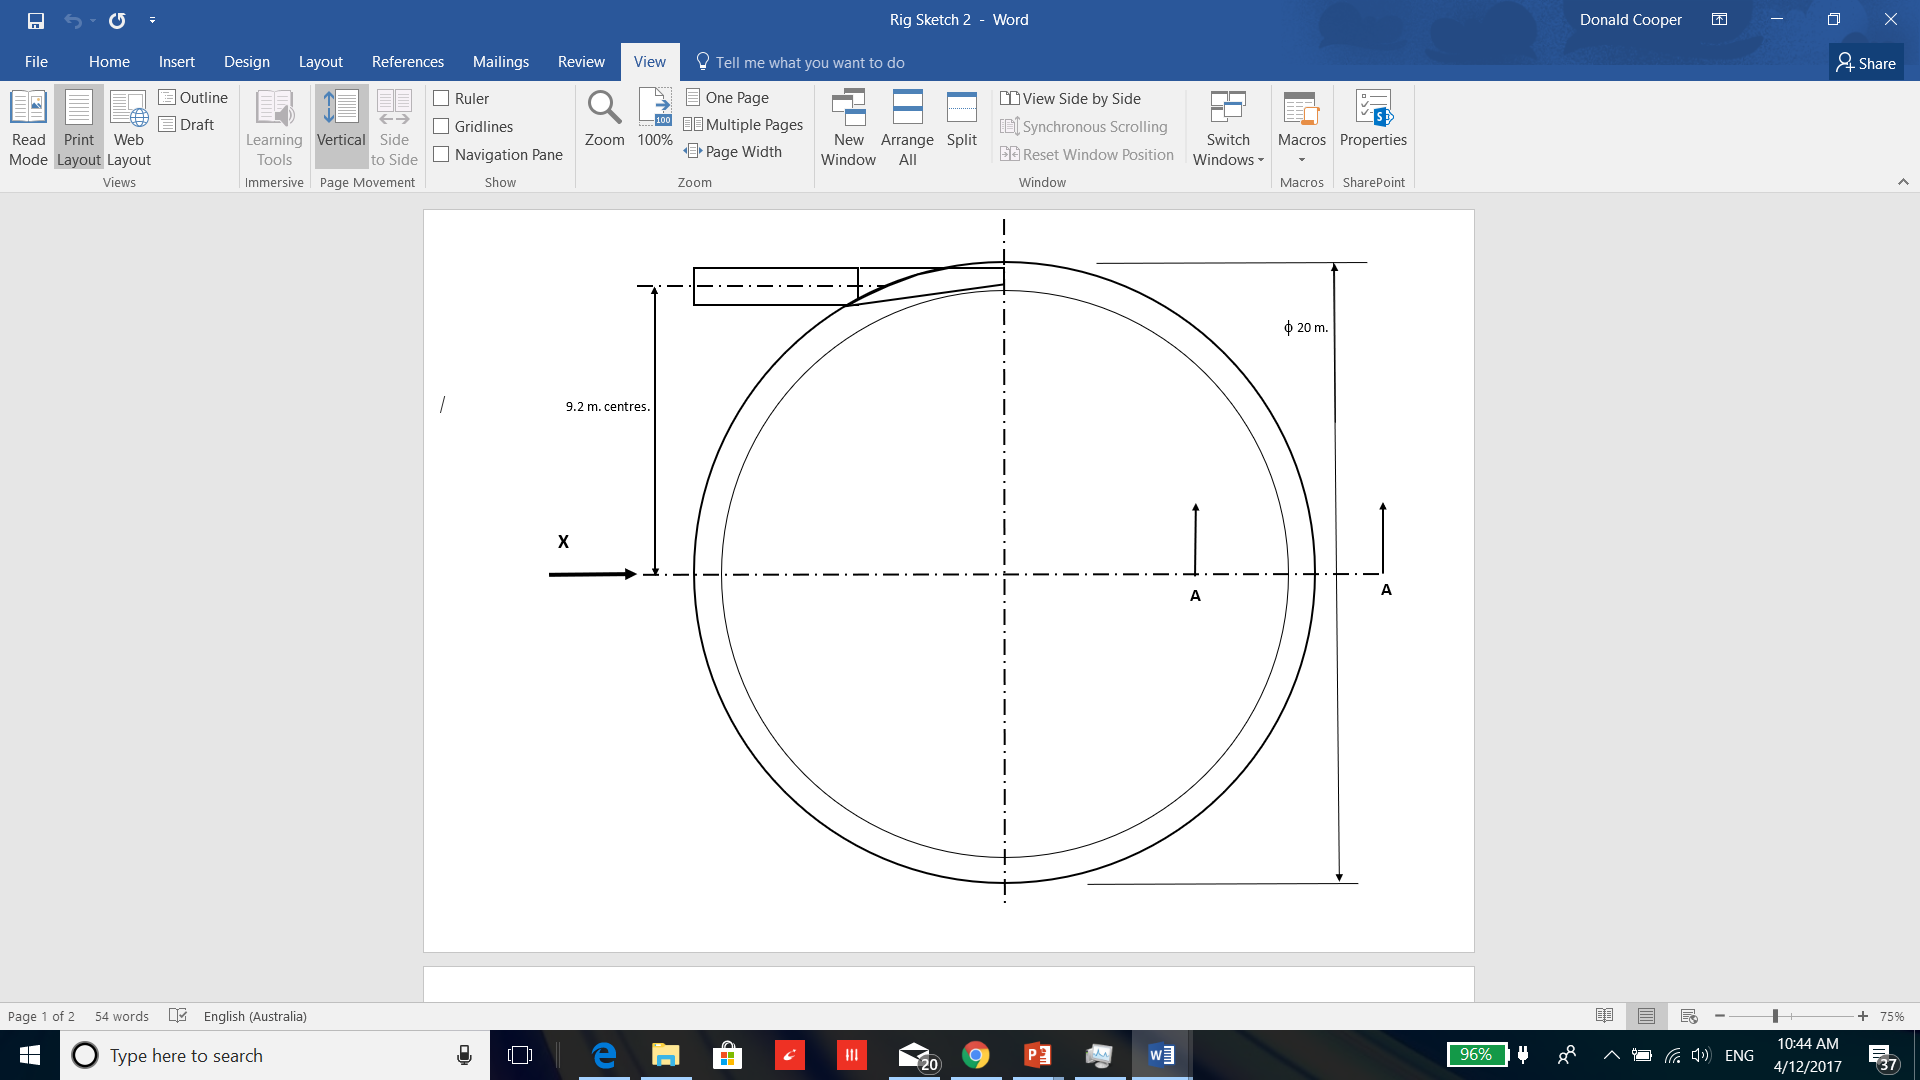 Rig Sketch 2 - Word
Donald Cooper
File Home Insert Design Layout References Mailings Review View Tell me what you want to do Share
Read Mode
Print Layout
Web Layout
Outline
Draft
Views
Learning Tools
Immersive
Vertical
Side to Side
Page Movement
Ruler
Gridlines
Navigation Pane
Show
Zoom
100
100%
One Page
Multiple Pages
Page Width
Zoom
New Window
Arrange All
Split
View Side by Side
Synchronous Scrolling
Reset Window Position
Switch Windows
Window
Macros
Macros
Properties
SharePoint
ϕ 20 m.
/
9.2 m. centres.
X
A
A
Page 1 of 2 54 words English (Australia) 75%
Type here to search
20
96%
ENG
10:44 AM
4/12/2017
37